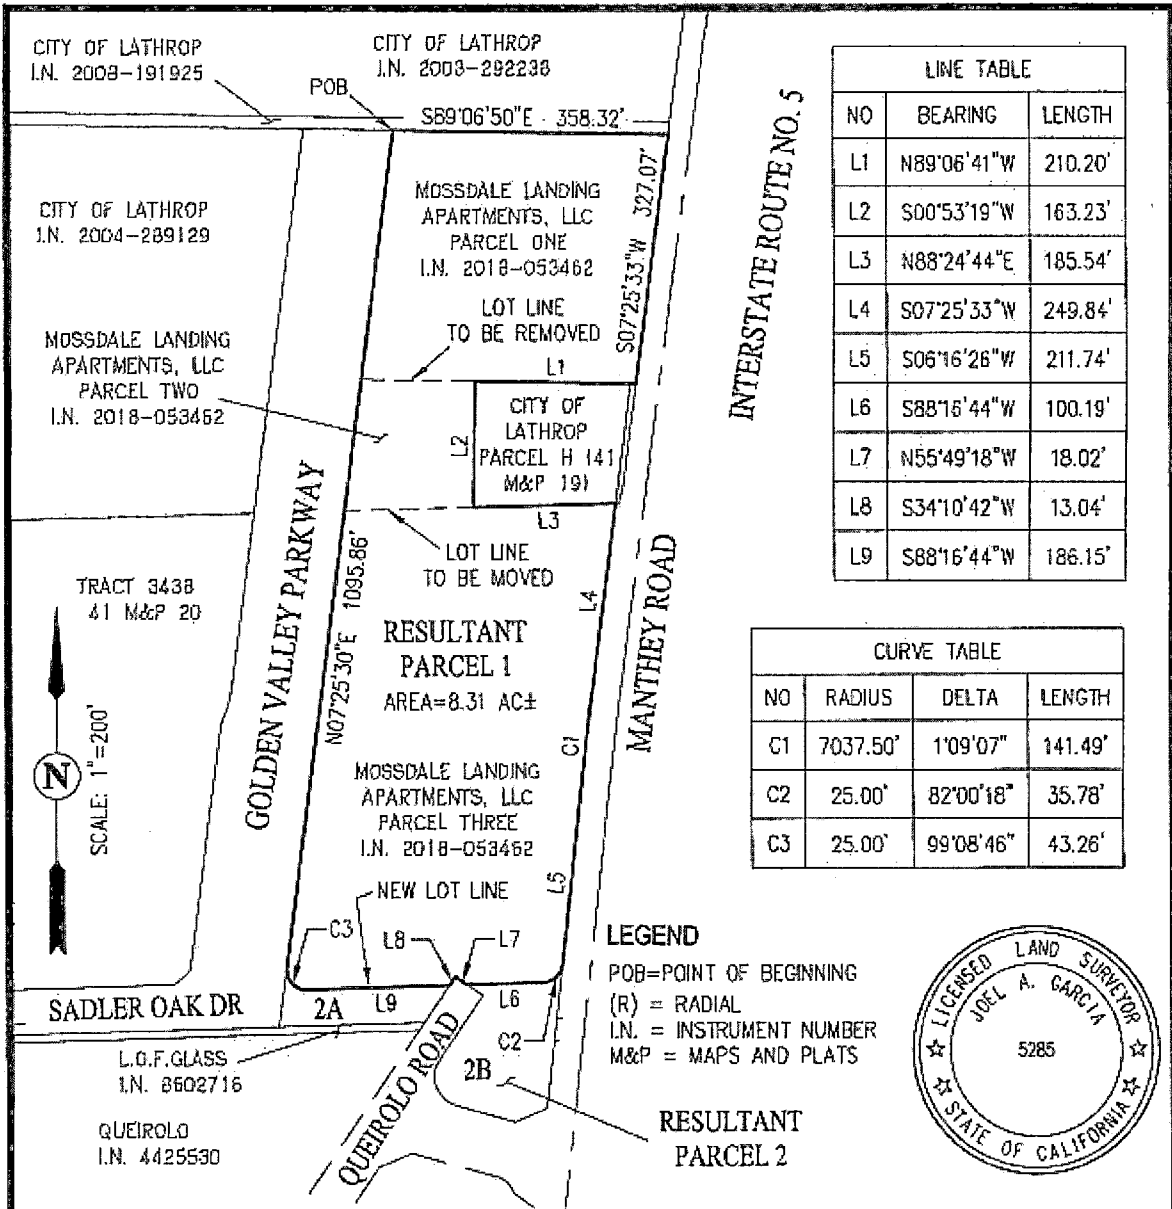 CITY OF LATHROP
I.N. 2003-191925
CITY OF LATHROP
I.N. 2003-292238
POB
S89°06'50"E 358.32'
CITY OF LATHROP
I.N. 2004-289129
MOSSDALE LANDING
APARTMENTS, LLC
PARCEL ONE
I.N. 2018-053462
S07°25'33"W 327.07'
LOT LINE
TO BE REMOVED
MOSSDALE LANDING
APARTMENTS, LLC
PARCEL TWO
I.N. 2018-053462
L1
L2
CITY OF
LATHROP
PARCEL H (41
M&P 19)
L3
LOT LINE
TO BE MOVED
TRACT 3438
41 M&P 20
N
SCALE: 1"=200'
GOLDEN VALLEY PARKWAY
N07°25'30"E 1095.86'
RESULTANT
PARCEL 1
AREA=8.31 AC±
L4
C1
L5
MANTHEY ROAD
INTERSTATE ROUTE NO. 5
MOSSDALE LANDING
APARTMENTS, LLC
PARCEL THREE
I.N. 2018-053462
NEW LOT LINE
C3
L8
L7
SADLER OAK DR
2A
L9
L6
C2
2B
QUEIROLO ROAD
L.O.F.GLASS
I.N. 8602716
QUEIROLO
I.N. 4425530
RESULTANT
PARCEL 2
LINE TABLE
NO BEARING LENGTH
L1 N89°06'41"W 210.20'
L2 S00°53'19"W 163.23'
L3 N88°24'44"E 185.54'
L4 S07°25'33"W 249.84'
L5 S06°16'26"W 211.74'
L6 S88°16'44"W 100.19'
L7 N55°49'18"W 18.02'
L8 S34°10'42"W 13.04'
L9 S88°16'44"W 186.15'
CURVE TABLE
NO RADIUS DELTA LENGTH
C1 7037.50' 1°09'07" 141.49'
C2 25.00' 82°00'18" 35.78'
C3 25.00' 99°08'46" 43.26'
LEGEND
POB=POINT OF BEGINNING
(R) = RADIAL
I.N. = INSTRUMENT NUMBER
M&P = MAPS AND PLATS
LICENSED LAND SURVEYOR
JOEL A. GARCIA
5285
STATE OF CALIFORNIA